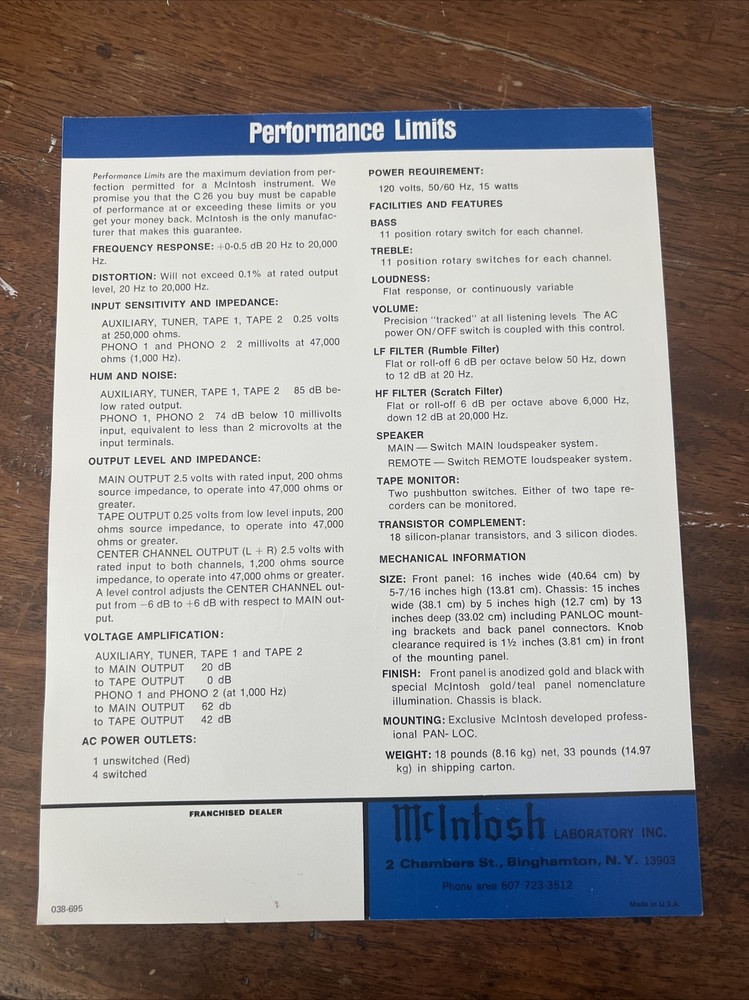 Performance Limits
Performance Limits are the maximum deviation from per-
fection permitted for a McIntosh instrument. We
promise you that the C 26 you buy must be capable
of performance at or exceeding these limits or you
get your money back. McIntosh is the only manufac-
turer that makes this guarantee.
FREQUENCY RESPONSE: +0-0.5 dB 20 Hz to 20,000
Hz.
DISTORTION: Will not exceed 0.1% at rated output
level, 20 Hz to 20,000 Hz.
INPUT SENSITIVITY AND IMPEDANCE:
AUXILIARY, TUNER, TAPE 1, TAPE 2 0.25 volts
at 250,000 ohms.
PHONO 1 and PHONO 2 2 millivolts at 47,000
ohms (1,000 Hz).
HUM AND NOISE:
AUXILIARY, TUNER, TAPE 1, TAPE 2 85 dB be-
low rated output.
PHONO 1, PHONO 2 74 dB below 10 millivolts
input, equivalent to less than 2 microvolts at the
input terminals.
OUTPUT LEVEL AND IMPEDANCE:
MAIN OUTPUT 2.5 volts with rated input, 200 ohms
source impedance, to operate into 47,000 ohms or
greater.
TAPE OUTPUT 0.25 volts from low level inputs, 200
ohms source impedance, to operate into 47,000
ohms or greater.
CENTER CHANNEL OUTPUT (L + R) 2.5 volts with
rated input to both channels, 1,200 ohms source
impedance, to operate into 47,000 ohms or greater.
A level control adjusts the CENTER CHANNEL out-
put from −6 dB to +6 dB with respect to MAIN out-
put.
VOLTAGE AMPLIFICATION:
AUXILIARY, TUNER, TAPE 1 and TAPE 2
to MAIN OUTPUT 20 dB
to TAPE OUTPUT 0 dB
PHONO 1 and PHONO 2 (at 1,000 Hz)
to MAIN OUTPUT 62 db
to TAPE OUTPUT 42 dB
AC POWER OUTLETS:
1 unswitched (Red)
4 switched
POWER REQUIREMENT:
120 volts, 50/60 Hz, 15 watts
FACILITIES AND FEATURES
BASS
11 position rotary switch for each channel.
TREBLE:
11 position rotary switches for each channel.
LOUDNESS:
Flat response, or continuously variable
VOLUME:
Precision "tracked" at all listening levels The AC
power ON/OFF switch is coupled with this control.
LF FILTER (Rumble Filter)
Flat or roll-off 6 dB per octave below 50 Hz, down
to 12 dB at 20 Hz.
HF FILTER (Scratch Filter)
Flat or roll-off 6 dB per octave above 6,000 Hz,
down 12 dB at 20,000 Hz.
SPEAKER
MAIN — Switch MAIN loudspeaker system.
REMOTE — Switch REMOTE loudspeaker system.
TAPE MONITOR:
Two pushbutton switches. Either of two tape re-
corders can be monitored.
TRANSISTOR COMPLEMENT:
18 silicon-planar transistors, and 3 silicon diodes.
MECHANICAL INFORMATION
SIZE: Front panel: 16 inches wide (40.64 cm) by
5-7/16 inches high (13.81 cm). Chassis: 15 inches
wide (38.1 cm) by 5 inches high (12.7 cm) by 13
inches deep (33.02 cm) including PANLOC mount-
ing brackets and back panel connectors. Knob
clearance required is 1½ inches (3.81 cm) in front
of the mounting panel.
FINISH: Front panel is anodized gold and black with
special McIntosh gold/teal panel nomenclature
illumination. Chassis is black.
MOUNTING: Exclusive McIntosh developed profess-
ional PAN- LOC.
WEIGHT: 18 pounds (8.16 kg) net, 33 pounds (14.97
kg) in shipping carton.
FRANCHISED DEALER
038-695
McIntosh LABORATORY INC.
2 Chambers St., Binghamton, N.Y. 13903
Phone area 607 723-3512
Made in U.S.A.